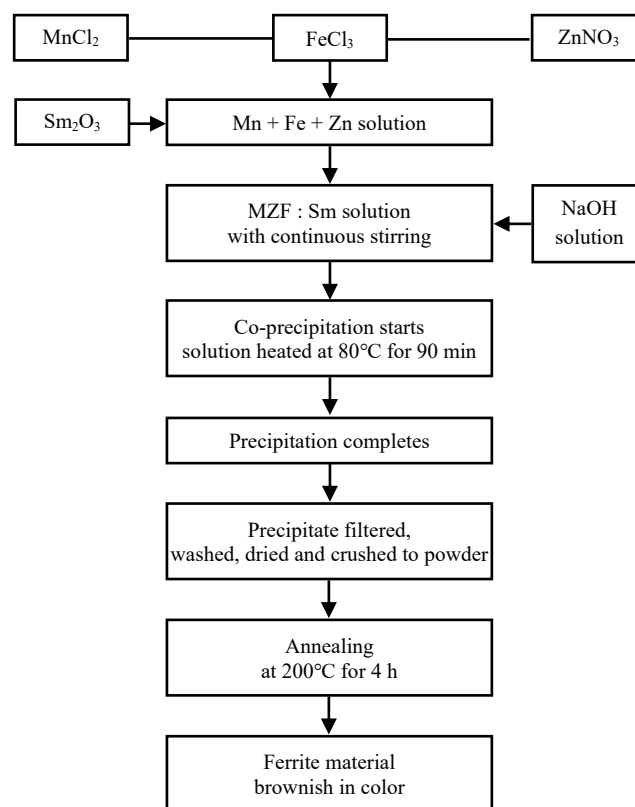 MnCl₂
FeCl₃
ZnNO₃
Sm₂O₃
Mn + Fe + Zn solution
MZF : Sm solution
with continuous stirring
NaOH
solution
Co-precipitation starts
solution heated at 80℃ for 90 min
Precipitation completes
Precipitate filtered,
washed, dried and crushed to powder
Annealing
at 200℃ for 4 h
Ferrite material
brownish in color